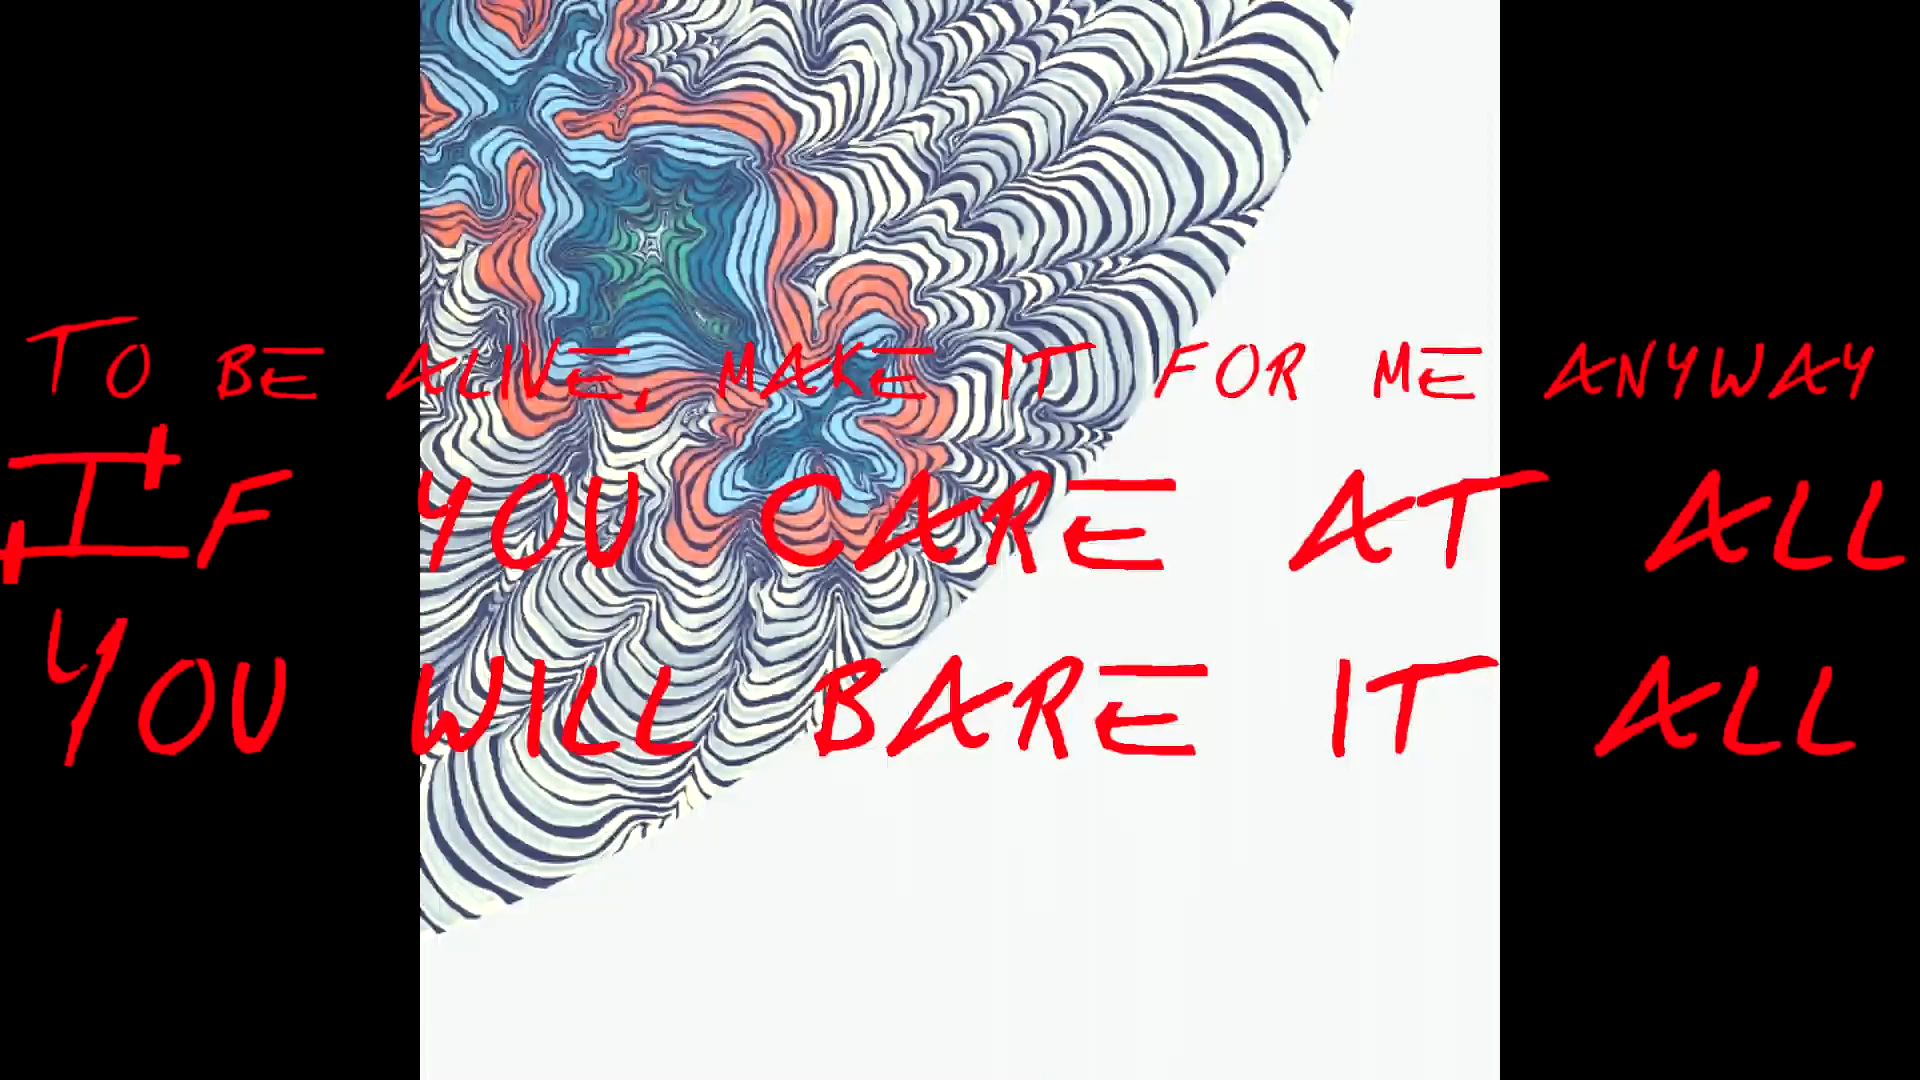 To be alive, make it for me anyway
If you care at all
You will bare it all